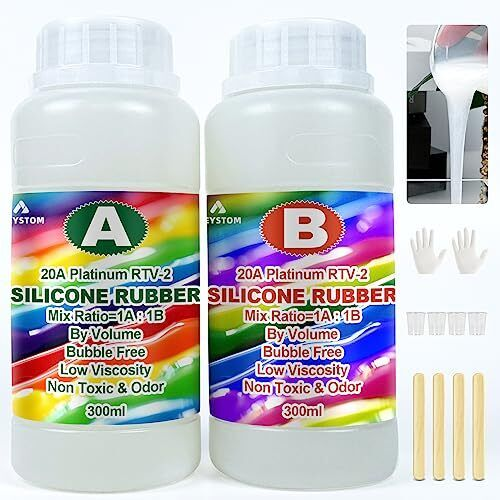 EYSTOM
A
20A Platinum RTV-2
SILICONE RUBBER
Mix Ratio=1A : 1B
By Volume
Bubble Free
Low Viscosity
Non Toxic & Odor
300ml
EYSTOM
B
20A Platinum RTV-2
SILICONE RUBBER
Mix Ratio=1A : 1B
By Volume
Bubble Free
Low Viscosity
Non Toxic & Odor
300ml